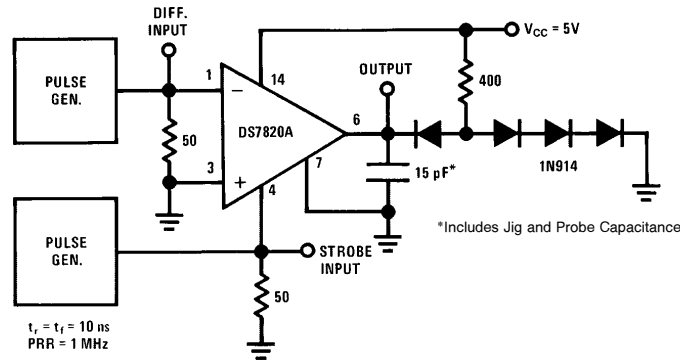 DIFF.
INPUT
V_CC = 5V
PULSE
GEN.
1
14
OUTPUT
400
−
50
DS7820A
6
3
+
7
4
15 pF*
1N914
*Includes Jig and Probe Capacitance
PULSE
GEN.
STROBE
INPUT
50
t_r = t_f = 10 ns
PRR = 1 MHz